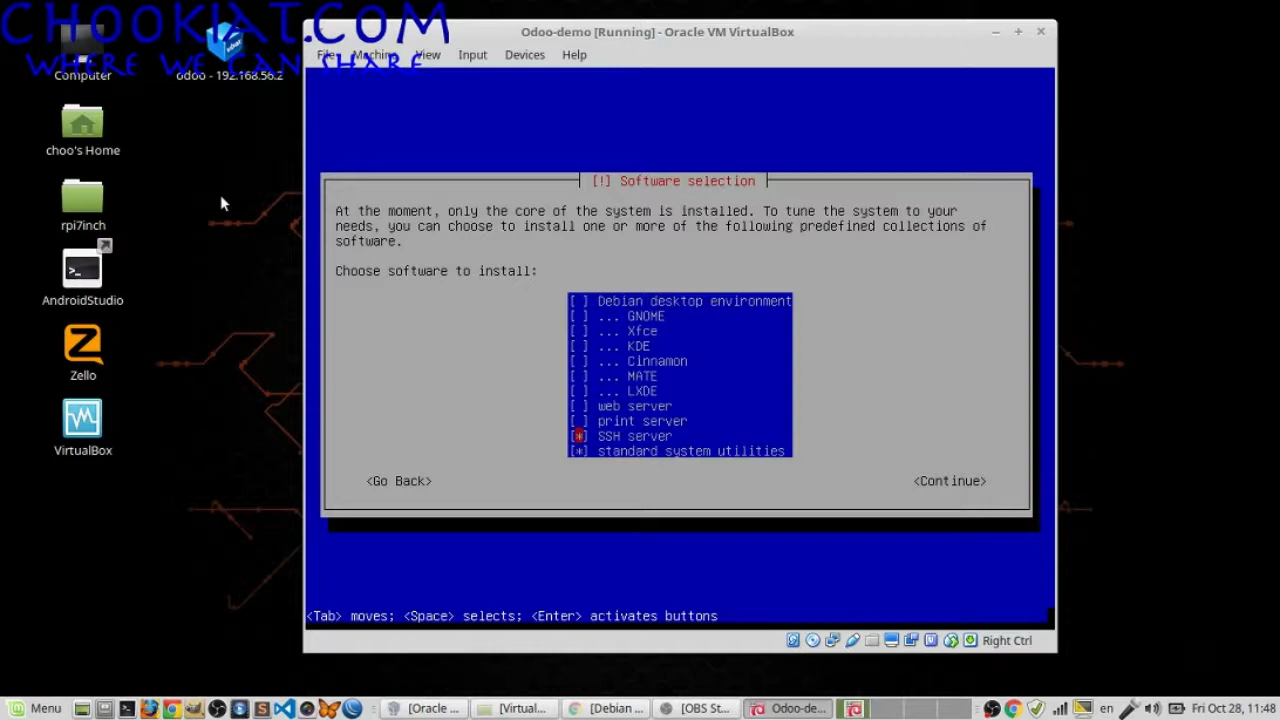 CHOOKIAT.COM
WHERE WE CAN SHARE
Computer
odoo - 192.168.56.2
choo's Home
rpi7inch
AndroidStudio
Zello
VirtualBox
Odoo-demo [Running] - Oracle VM VirtualBox
File Machine View Input Devices Help
[!] Software selection
At the moment, only the core of the system is installed. To tune the system to your
needs, you can choose to install one or more of the following predefined collections of
software.
Choose software to install:
[ ] Debian desktop environment
[ ] ... GNOME
[ ] ... Xfce
[ ] ... KDE
[ ] ... Cinnamon
[ ] ... MATE
[ ] ... LXDE
[ ] web server
[ ] print server
[*] SSH server
[*] standard system utilities
<Go Back> <Continue>
<Tab> moves; <Space> selects; <Enter> activates buttons
Right Ctrl
Menu [Oracle ... [Virtual... [Debian ... [OBS St... Odoo-de... en Fri Oct 28, 11:48